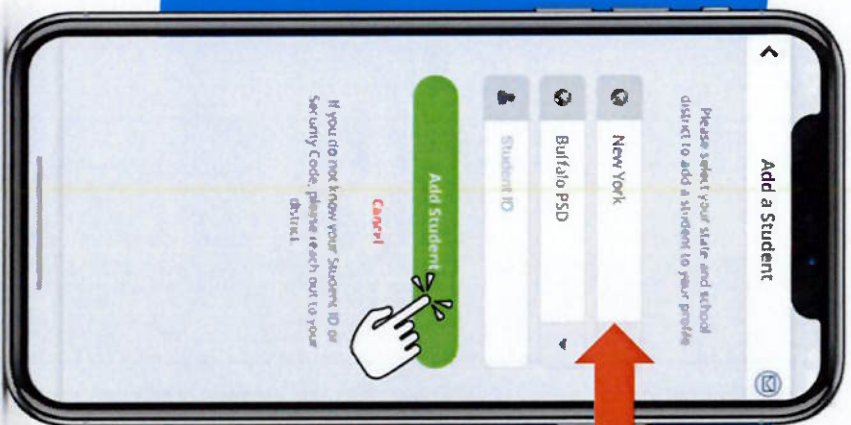 Add a Student
Please select your state and school
district to add a student to your profile
New York
Buffalo PSD
Student ID
Add Student
Cancel
If you do not know your Student ID or
Security Code, please reach out to your
district.